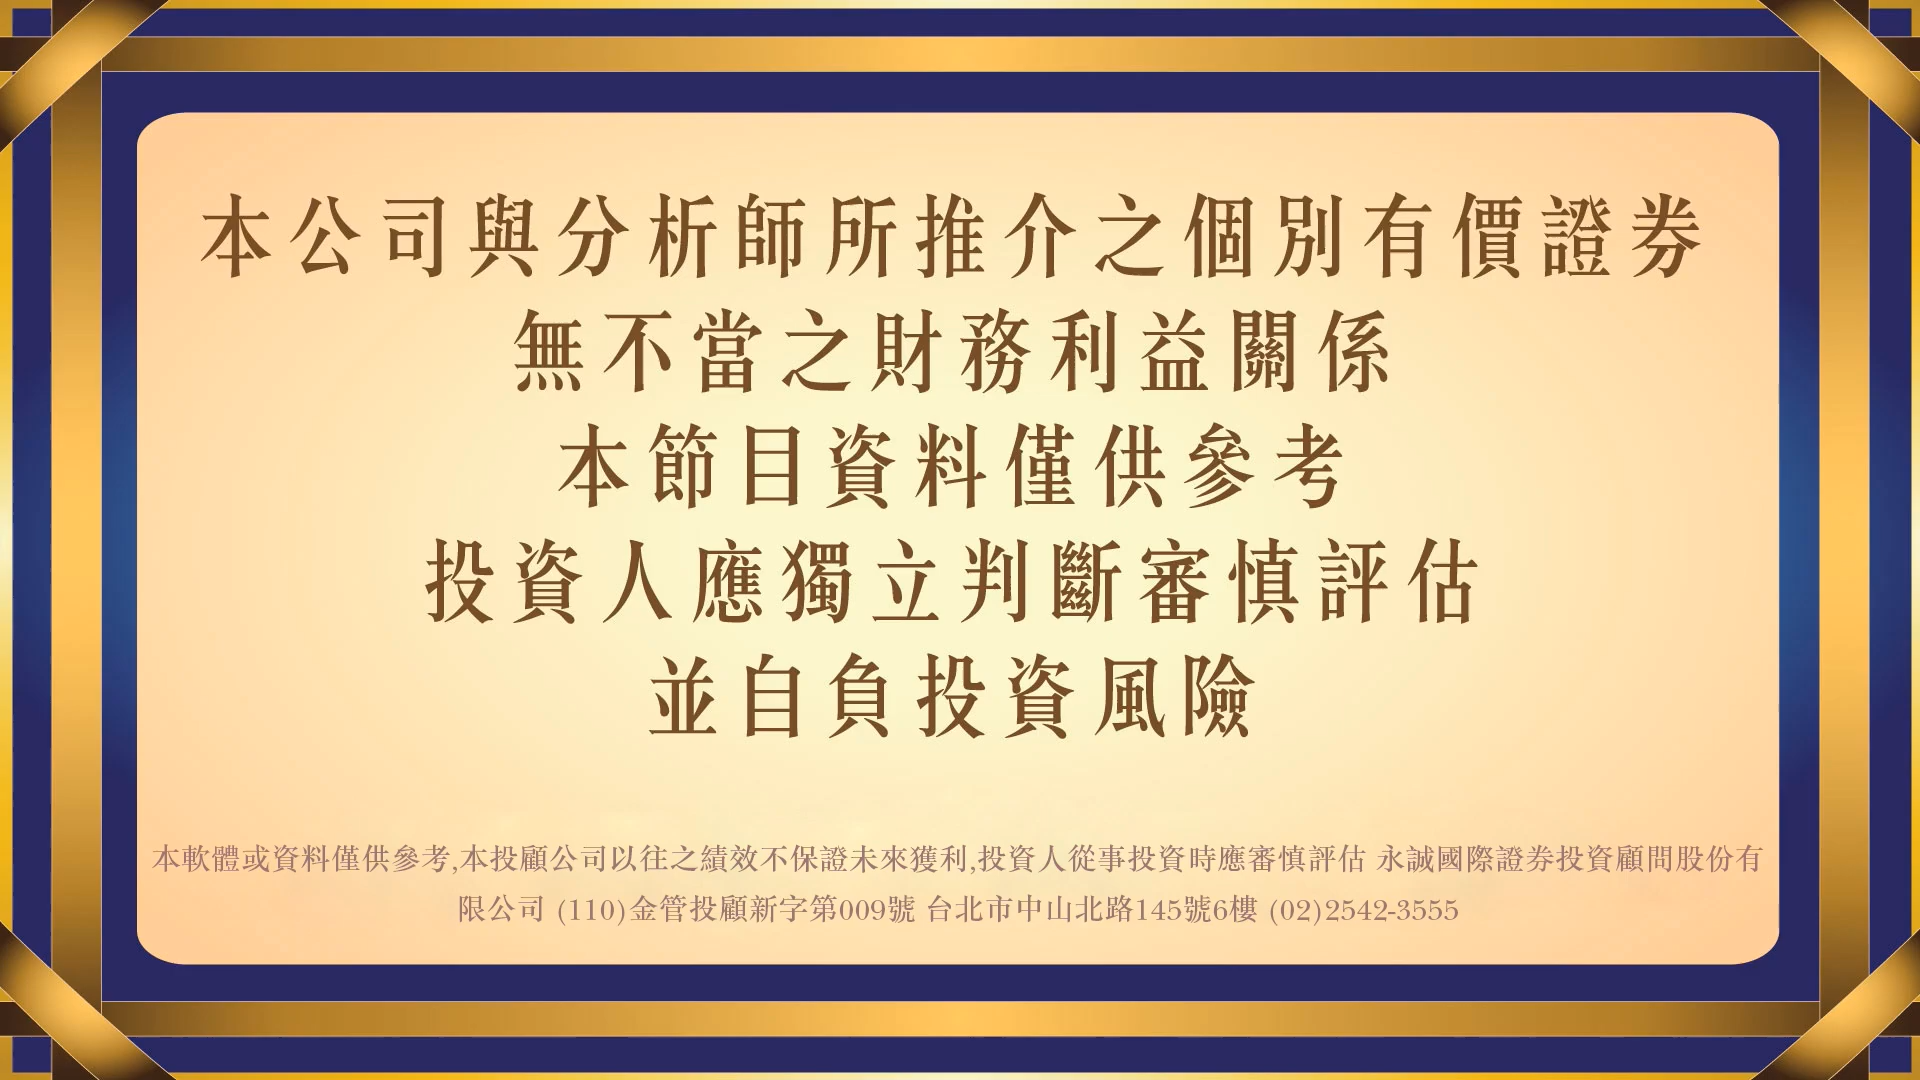 本公司與分析師所推介之個別有價證券
無不當之財務利益關係
本節目資料僅供參考
投資人應獨立判斷審慎評估
並自負投資風險
本軟體或資料僅供參考,本投顧公司以往之績效不保證未來獲利,投資人從事投資時應審慎評估 永誠國際證券投資顧問股份有
限公司 (110)金管投顧新字第009號 台北市中山北路145號6樓 (02)2542-3555